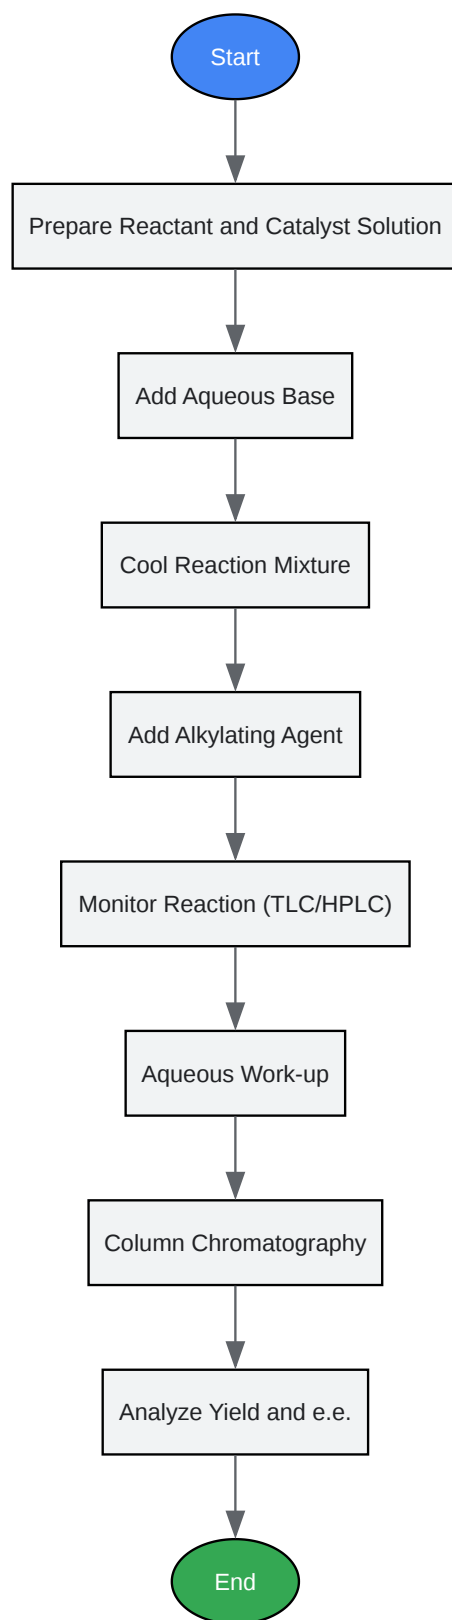 Start
Prepare Reactant and Catalyst Solution
Add Aqueous Base
Cool Reaction Mixture
Add Alkylating Agent
Monitor Reaction (TLC/HPLC)
Aqueous Work-up
Column Chromatography
Analyze Yield and e.e.
End